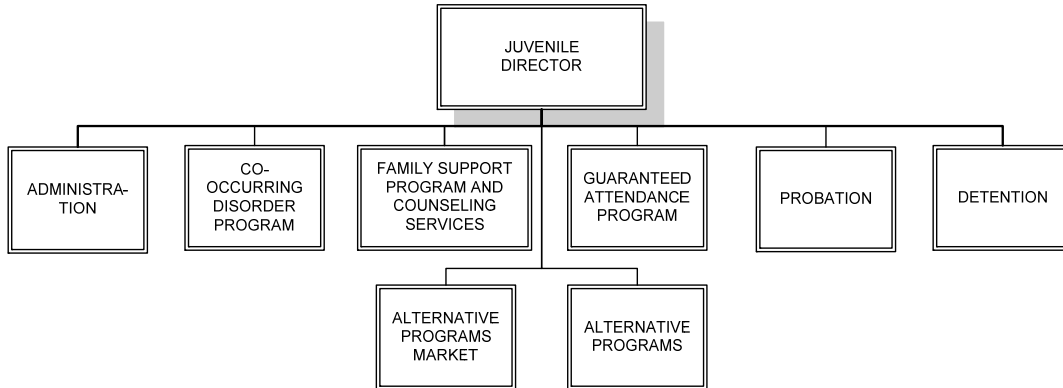 JUVENILE
DIRECTOR
ADMINISTRA-
TION
CO-
OCCURRING
DISORDER
PROGRAM
FAMILY SUPPORT
PROGRAM AND
COUNSELING
SERVICES
GUARANTEED
ATTENDANCE
PROGRAM
PROBATION
DETENTION
ALTERNATIVE
PROGRAMS
MARKET
ALTERNATIVE
PROGRAMS